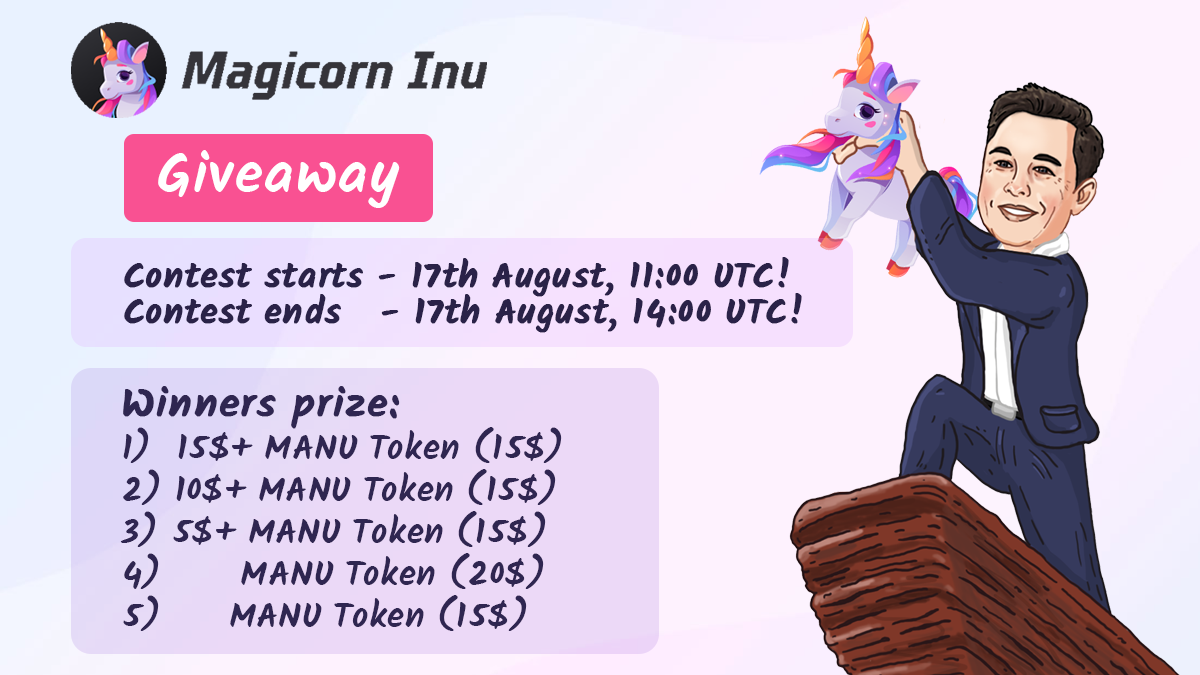 Magicorn Inu
Giveaway
Contest starts - 17th August, 11:00 UTC!
Contest ends - 17th August, 14:00 UTC!
Winners prize:
1) 15$+ MANU Token (15$)
2) 10$+ MANU Token (15$)
3) 5$+ MANU Token (15$)
4) MANU Token (20$)
5) MANU Token (15$)